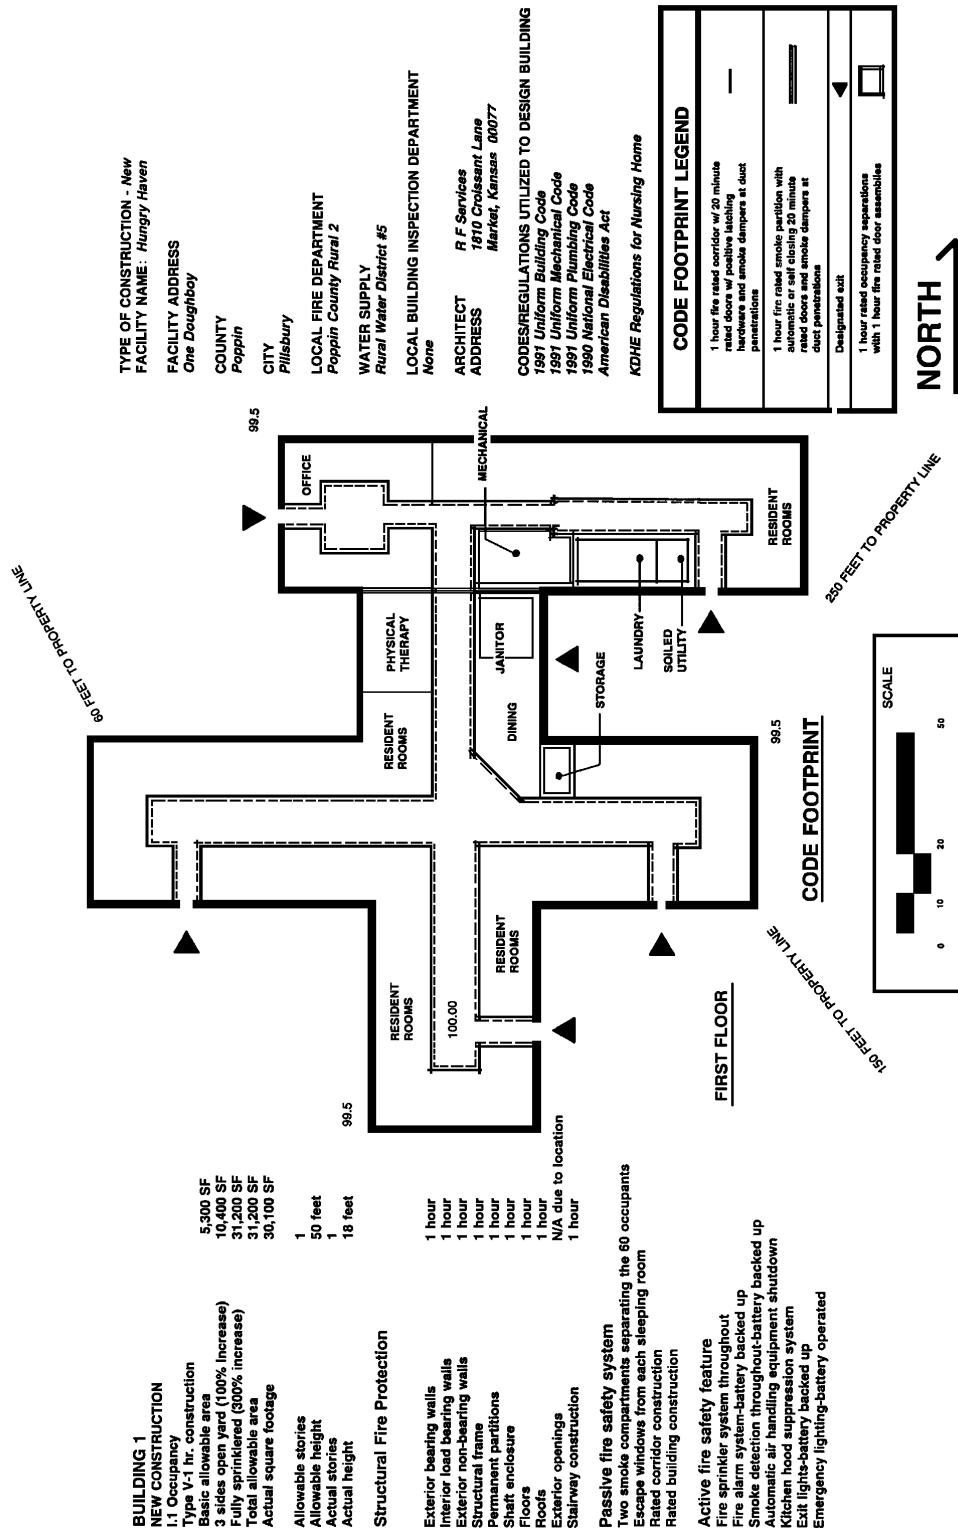 BUILDING 1
NEW CONSTRUCTION
I.1 Occupancy
Type V-1 hr. construction
Basic allowable area 5,300 SF
3 sides open yard (100% Increase) 10,400 SF
Fully sprinklered (300% increase) 31,200 SF
Total allowable area 31,200 SF
Actual square footage 30,100 SF
Allowable stories 1
Allowable height 50 feet
Actual stories 1
Actual height 18 feet
Structural Fire Protection
Exterior bearing walls 1 hour
Interior load bearing walls 1 hour
Exterior non-bearing walls 1 hour
Structural frame 1 hour
Permanent partitions 1 hour
Shaft enclosure 1 hour
Floors 1 hour
Roofs 1 hour
Exterior openings N/A due to location
Stairway construction 1 hour
Passive fire safety system
Two smoke compartments separating the 60 occupants
Escape windows from each sleeping room
Rated corridor construction
Rated building construction
Active fire safety feature
Fire sprinkler system throughout
Fire alarm system-battery backed up
Smoke detection throughout-battery backed up
Automatic air handling equipment shutdown
Kitchen hood suppression system
Exit lights-battery backed up
Emergency lighting-battery operated
60 FEET TO PROPERTY LINE
99.5
99.5
99.5
RESIDENT
ROOMS
100.00
RESIDENT
ROOMS
RESIDENT
ROOMS
PHYSICAL
THERAPY
OFFICE
DINING
JANITOR
MECHANICAL
STORAGE
LAUNDRY
SOILED
UTILITY
RESIDENT
ROOMS
FIRST FLOOR
150 FEET TO PROPERTY LINE
250 FEET TO PROPERTY LINE
CODE FOOTPRINT
SCALE
0 10 20 50
TYPE OF CONSTRUCTION - New
FACILITY NAME: Hungry Haven
FACILITY ADDRESS
One Doughboy
COUNTY
Poppin
CITY
Pillsbury
LOCAL FIRE DEPARTMENT
Poppin County Rural 2
WATER SUPPLY
Rural Water District #5
LOCAL BUILDING INSPECTION DEPARTMENT
None
ARCHITECT R F Services
ADDRESS 1810 Croissant Lane
Market, Kansas 00077
CODES/REGULATIONS UTILIZED TO DESIGN BUILDING
1991 Uniform Building Code
1991 Uniform Mechanical Code
1991 Uniform Plumbing Code
1990 National Electrical Code
American Disabilities Act
KDHE Regulations for Nursing Home
CODE FOOTPRINT LEGEND
1 hour fire rated corridor w/ 20 minute
rated doors w/ positive latching
hardware and smoke dampers at duct
penetrations
1 hour fire rated smoke partition with
automatic or self closing 20 minute
rated doors and smoke dampers at
duct penetrations
Designated exit
1 hour rated occupancy separations
with 1 hour fire rated door assemblies
NORTH